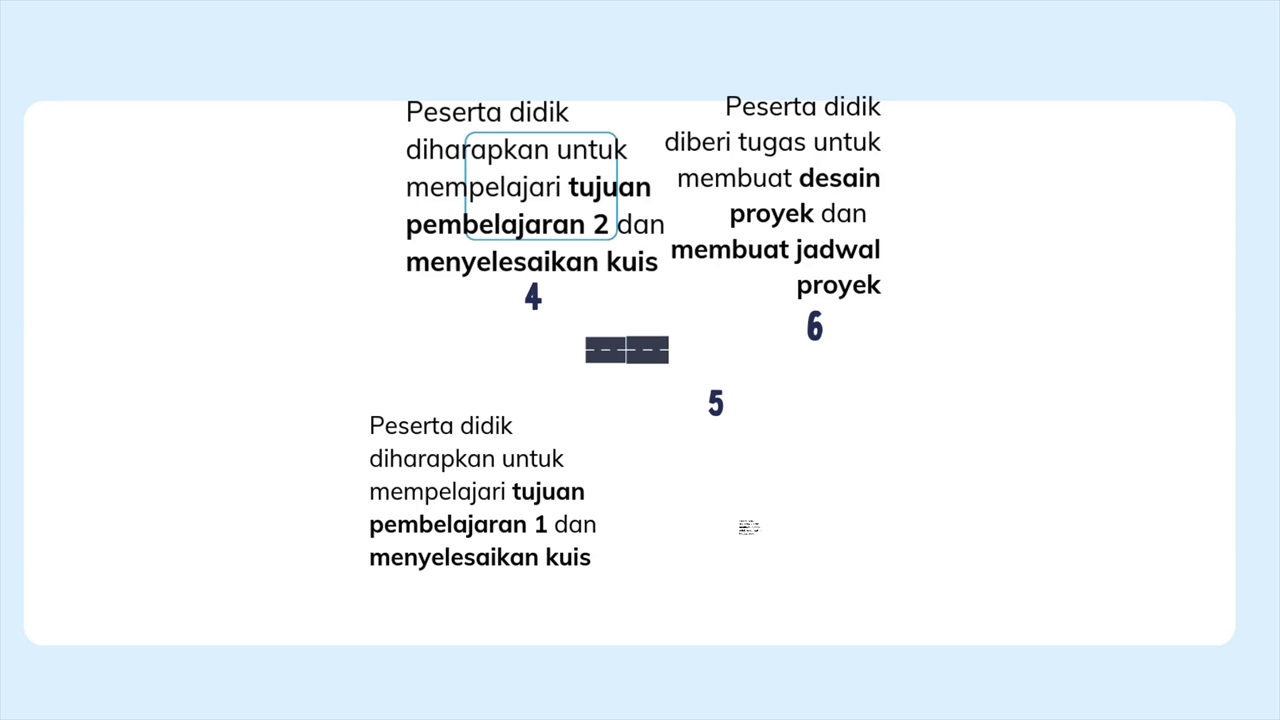 Peserta didik
diharapkan untuk
mempelajari tujuan
pembelajaran 2 dan
menyelesaikan kuis
4
Peserta didik
diberi tugas untuk
membuat desain
proyek dan
membuat jadwal
proyek
6
5
Peserta didik
diharapkan untuk
mempelajari tujuan
pembelajaran 1 dan
menyelesaikan kuis